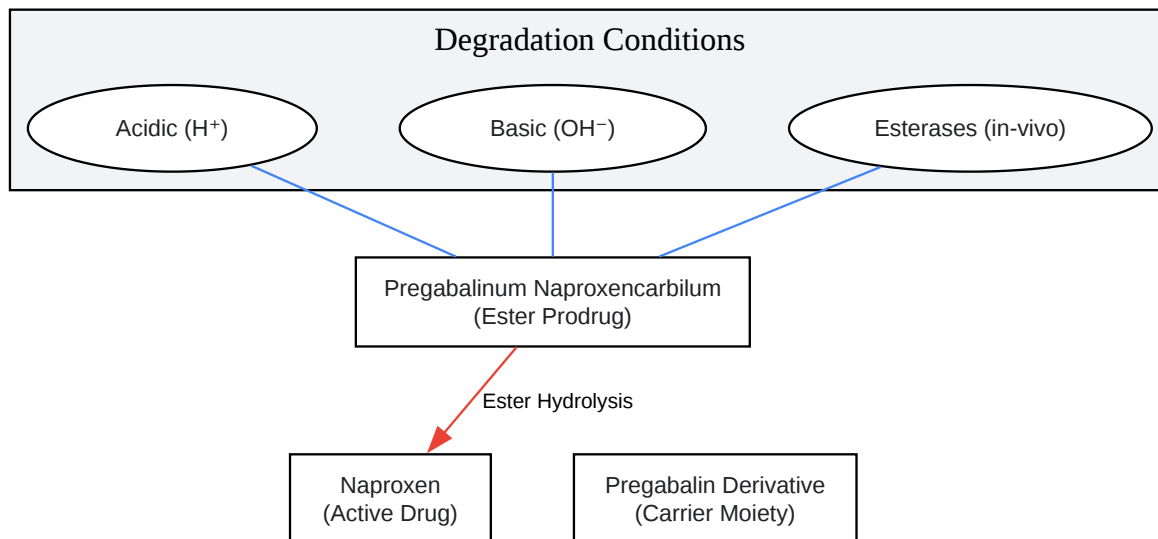 Degradation Conditions
Acidic (H⁺)
Basic (OH⁻)
Esterases (in-vivo)
Pregabalinum Naproxencarbilum
(Ester Prodrug)
Ester Hydrolysis
Naproxen
(Active Drug)
Pregabalin Derivative
(Carrier Moiety)